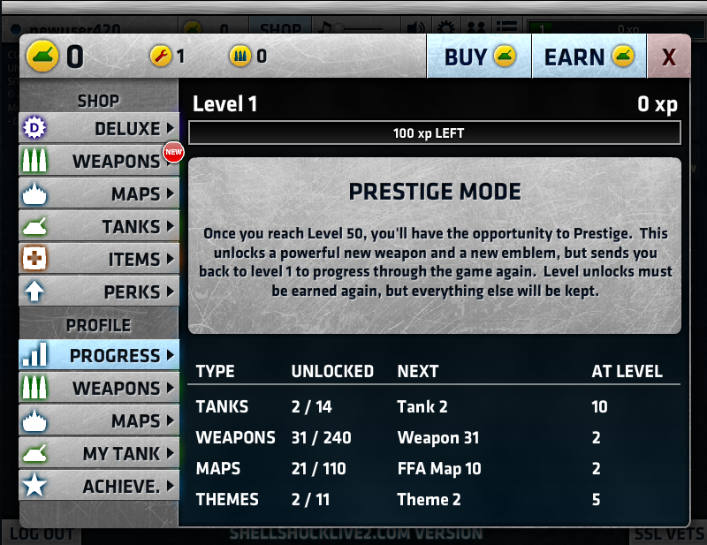 newuser420 0 SHOP 1 0 xp
0 1 0 BUY EARN X
SHOP
D DELUXE
WEAPONS NEW
MAPS
TANKS
ITEMS
PERKS
PROFILE
PROGRESS
WEAPONS
MAPS
MY TANK
ACHIEVE.
Level 1 0 xp
100 xp LEFT
PRESTIGE MODE
Once you reach Level 50, you'll have the opportunity to Prestige. This
unlocks a powerful new weapon and a new emblem, but sends you
back to level 1 to progress through the game again. Level unlocks must
be earned again, but everything else will be kept.
TYPE UNLOCKED NEXT AT LEVEL
TANKS 2 / 14 Tank 2 10
WEAPONS 31 / 240 Weapon 31 2
MAPS 21 / 110 FFA Map 10 2
THEMES 2 / 11 Theme 2 5
LOG OUT SHELLSHOCKLIVE2.COM VERSION SSL VETS